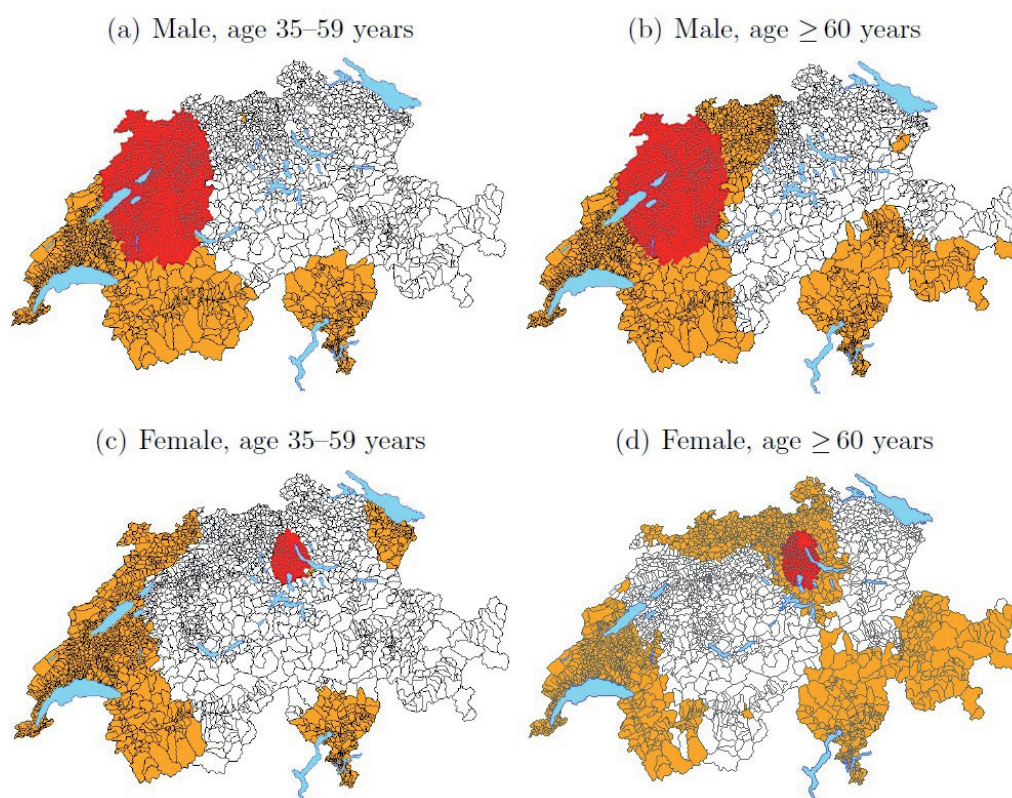 (a) Male, age 35–59 years
(b) Male, age ≥ 60 years
(c) Female, age 35–59 years
(d) Female, age ≥ 60 years